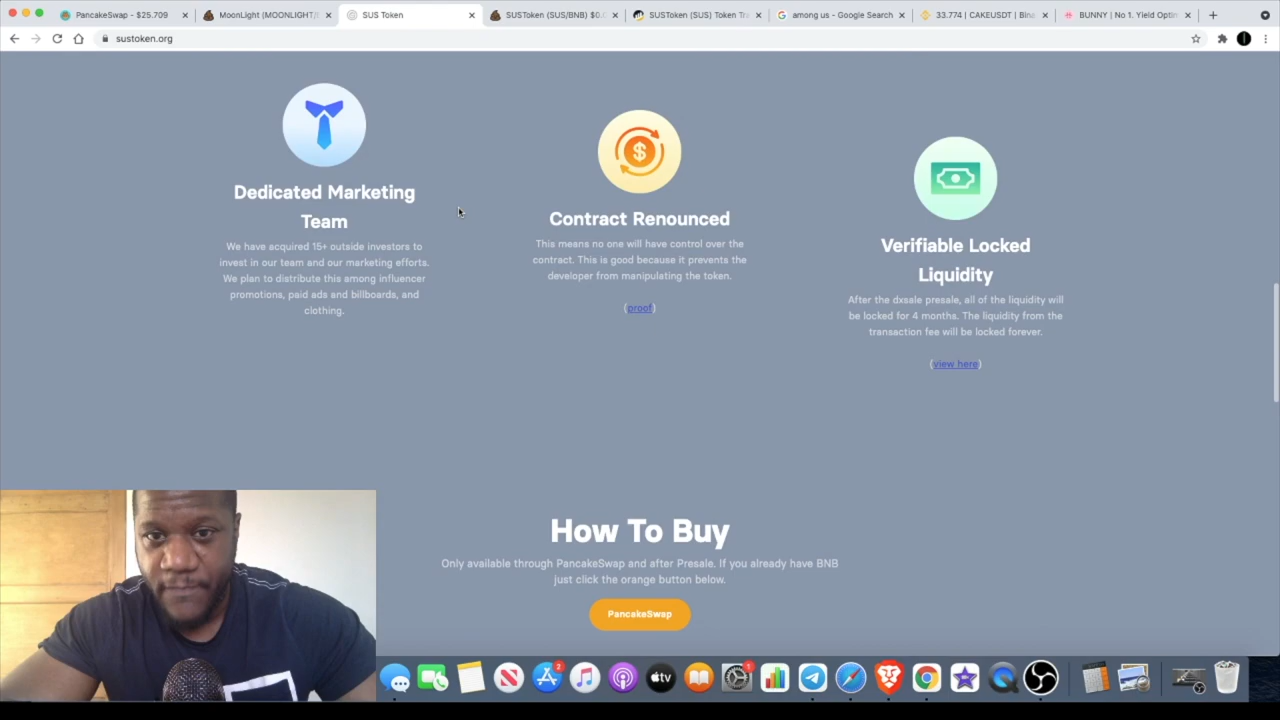 PancakeSwap - $25.709
MoonLight (MOONLIGHT/
SUS Token
SUSToken (SUS/BNB) $0.
SUSToken (SUS) Token Tra
among us - Google Search
33.774 | CAKEUSDT | Bina
BUNNY | No 1. Yield Optim
sustoken.org
Dedicated Marketing
Team
We have acquired 15+ outside investors to
invest in our team and our marketing efforts.
We plan to distribute this among influencer
promotions, paid ads and billboards, and
clothing.
Contract Renounced
This means no one will have control over the
contract. This is good because it prevents the
developer from manipulating the token.
(proof)
Verifiable Locked
Liquidity
After the dxsale presale, all of the liquidity will
be locked for 4 months. The liquidity from the
transaction fee will be locked forever.
(view here)
How To Buy
Only available through PancakeSwap and after Presale. If you already have BNB
just click the orange button below.
PancakeSwap
2
tv
1